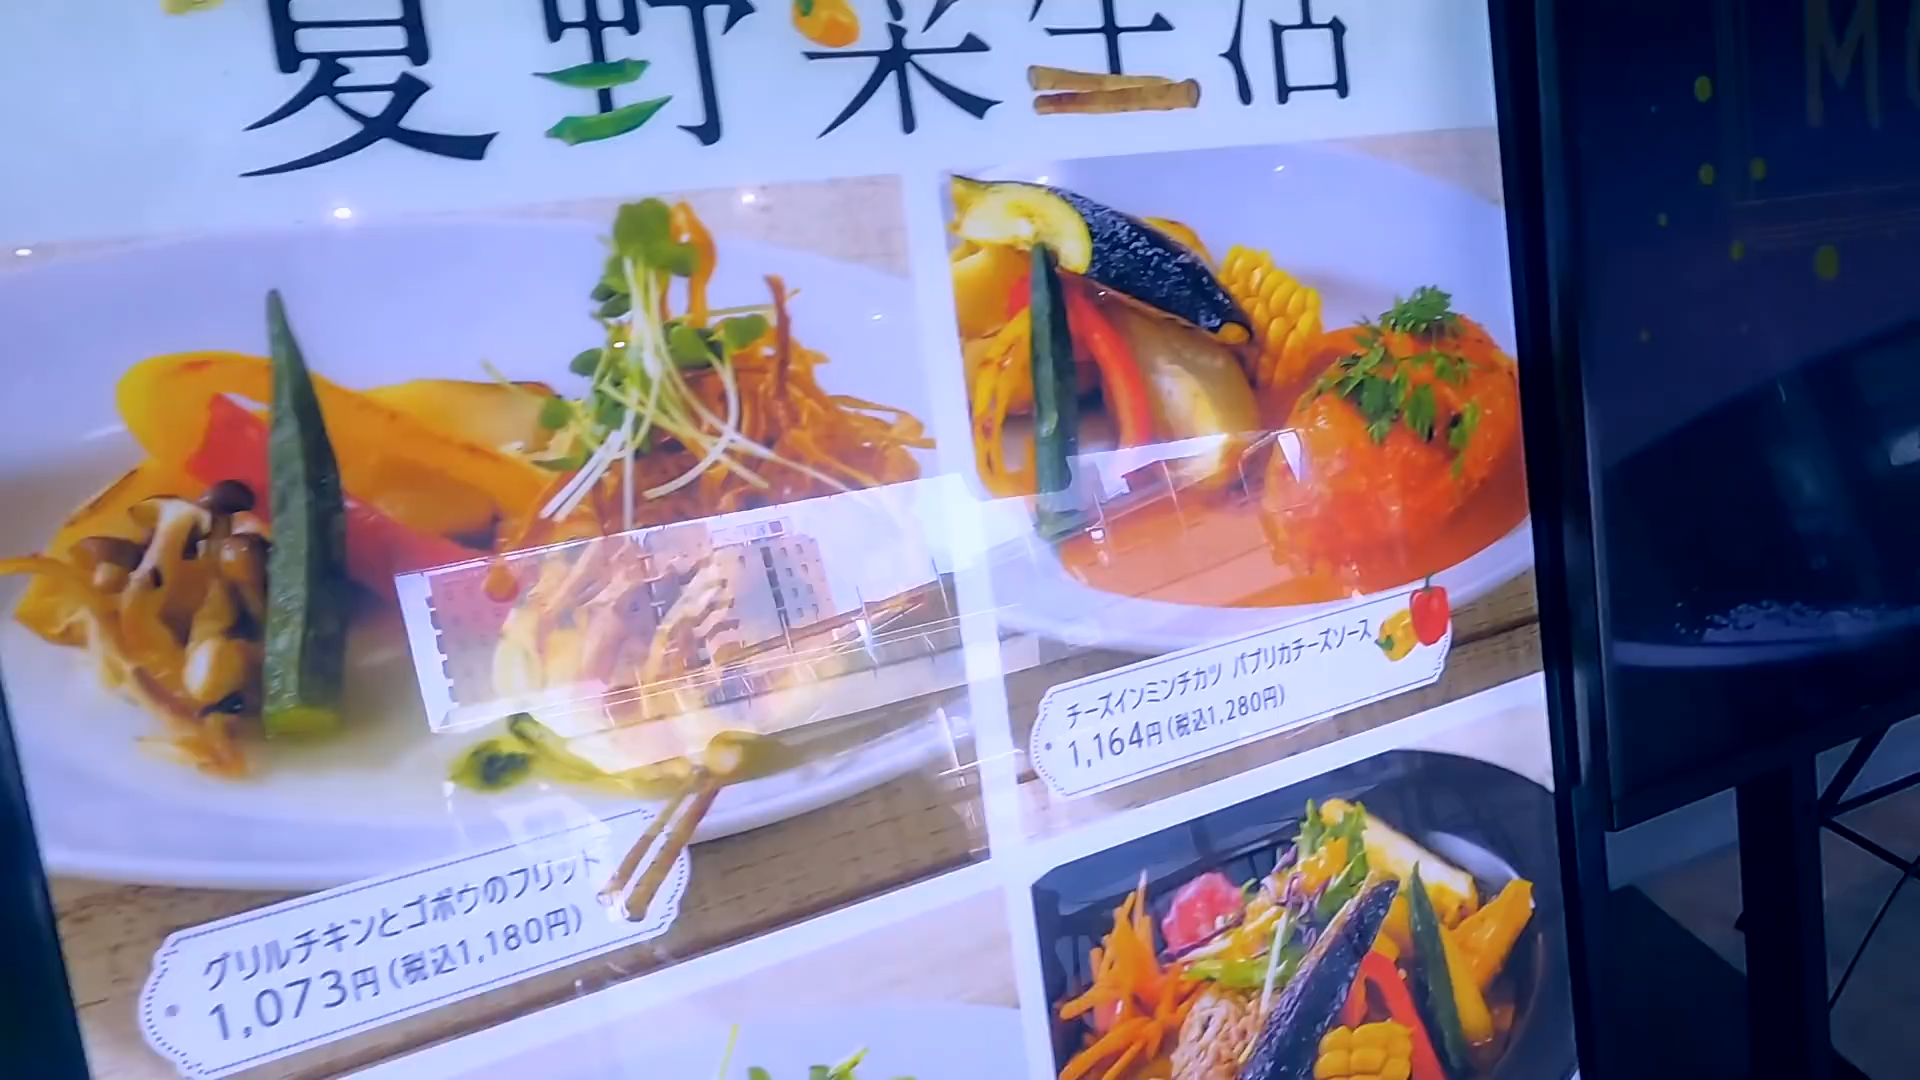 夏野菜生活
チーズインミンチカツ パプリカチーズソース
1,164円(税込1,280円)
グリルチキンとゴボウのフリット
1,073円(税込1,180円)